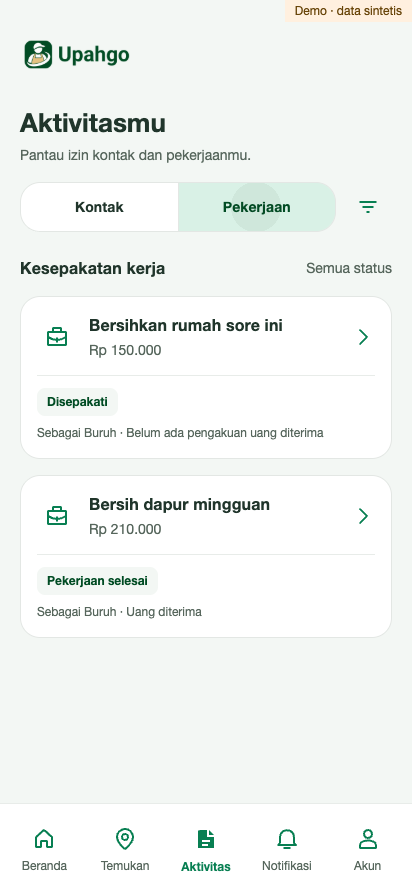 Demo · data sintetis
Upahgo
Aktivitasmu
Pantau izin kontak dan pekerjaanmu.
Kontak
Pekerjaan
Kesepakatan kerja
Semua status
Bersihkan rumah sore ini
Rp 150.000
Disepakati
Sebagai Buruh · Belum ada pengakuan uang diterima
Bersih dapur mingguan
Rp 210.000
Pekerjaan selesai
Sebagai Buruh · Uang diterima
Beranda
Temukan
Aktivitas
Notifikasi
Akun